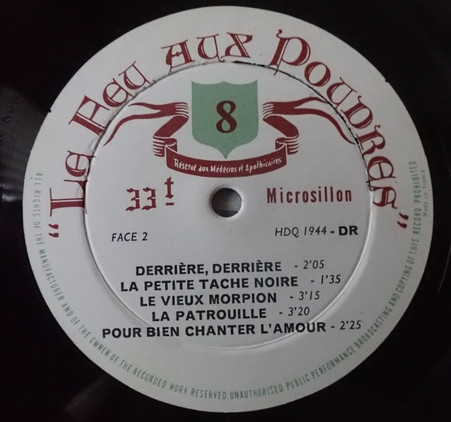 "LE FEU AUX POUDRES"
8
Réservé aux Médecins et Apothicaires
33t Microsillon
FACE 2 HDQ 1944 - DR
DERRIÈRE, DERRIÈRE - 2'05
LA PETITE TACHE NOIRE - 1'35
LE VIEUX MORPION - 3'15
LA PATROUILLE - 3'20
POUR BIEN CHANTER L'AMOUR - 2'25
ALL RIGHTS OF THE MANUFACTURER AND OF THE OWNER OF THE RECORDED WORK RESERVED UNAUTHORISED PUBLIC PERFORMANCE BROADCASTING AND COPYING OF THIS RECORD PROHIBITED
Made in France